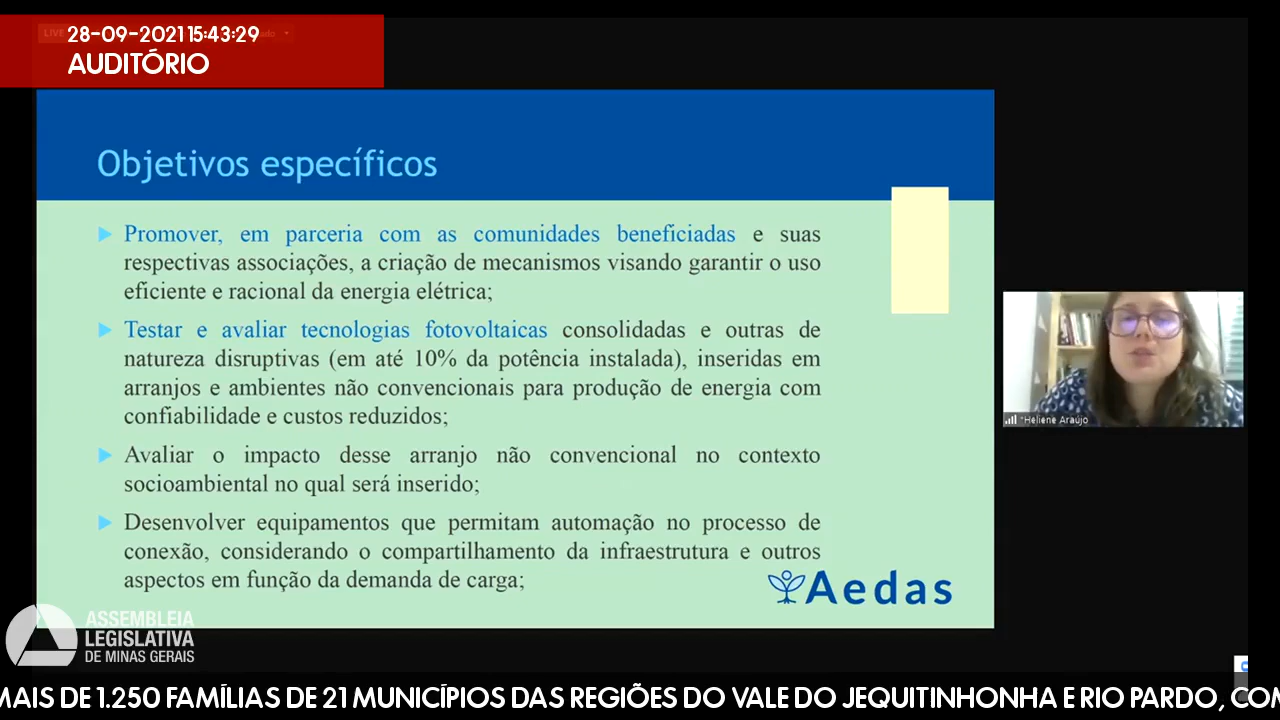 LIVE
28-09-2021 15:43:29
AUDITÓRIO
Objetivos específicos
Promover, em parceria com as comunidades beneficiadas e suas
respectivas associações, a criação de mecanismos visando garantir o uso
eficiente e racional da energia elétrica;
Testar e avaliar tecnologias fotovoltaicas consolidadas e outras de
natureza disruptivas (em até 10% da potência instalada), inseridas em
arranjos e ambientes não convencionais para produção de energia com
confiabilidade e custos reduzidos;
Avaliar o impacto desse arranjo não convencional no contexto
socioambiental no qual será inserido;
Desenvolver equipamentos que permitam automação no processo de
conexão, considerando o compartilhamento da infraestrutura e outros
aspectos em função da demanda de carga;
Aedas
*Heliene Araújo
ASSEMBLEIA
LEGISLATIVA
DE MINAS GERAIS
MAIS DE 1.250 FAMÍLIAS DE 21 MUNICÍPIOS DAS REGIÕES DO VALE DO JEQUITINHONHA E RIO PARDO, COM